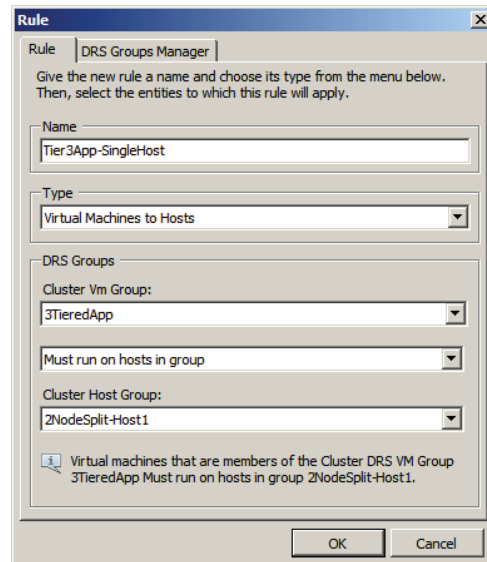 Rule
Rule
DRS Groups Manager
Give the new rule a name and choose its type from the menu below.
Then, select the entities to which this rule will apply.
Name
Tier3App-SingleHost
Type
Virtual Machines to Hosts
DRS Groups
Cluster Vm Group:
3TieredApp
Must run on hosts in group
Cluster Host Group:
2NodeSplit-Host1
Virtual machines that are members of the Cluster DRS VM Group
3TieredApp Must run on hosts in group 2NodeSplit-Host1.
OK
Cancel